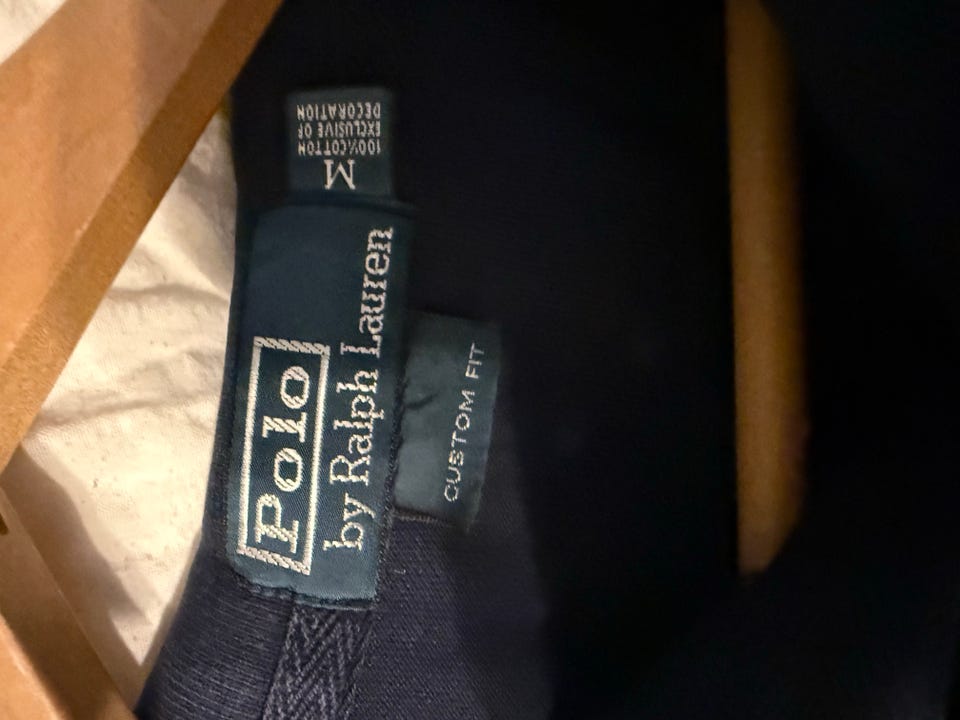 Polo
by Ralph Lauren
M
100% COTTON
EXCLUSIVE OF
DECORATION
CUSTOM FIT